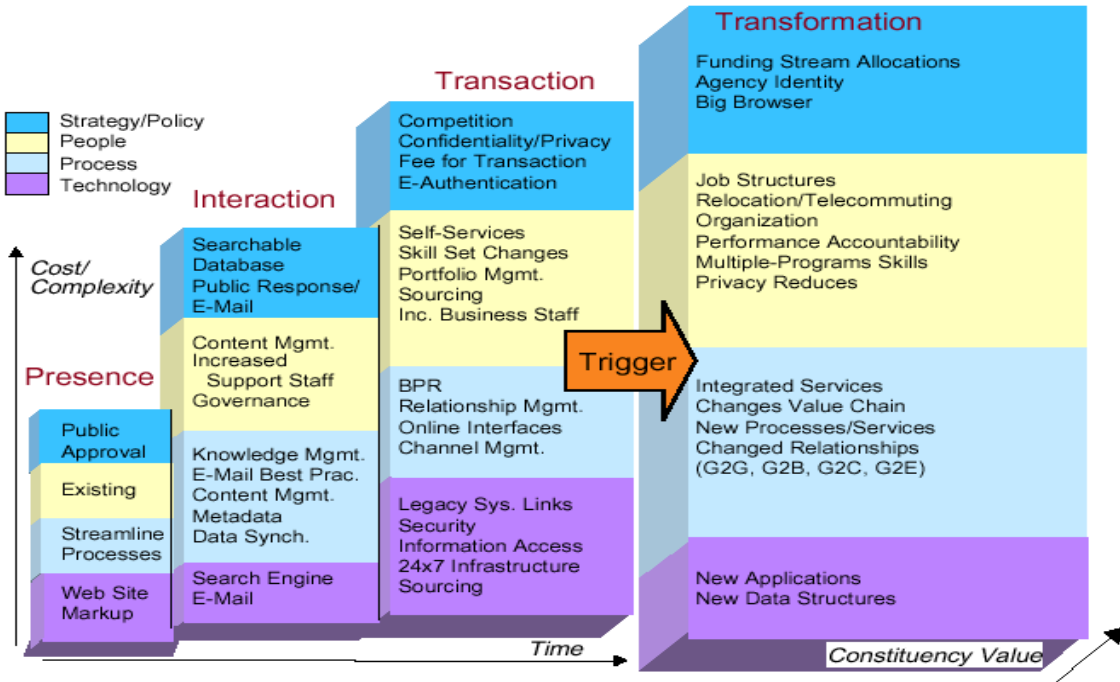 Transformation
Funding Stream Allocations
Agency Identity
Big Browser
Job Structures
Relocation/Telecommuting
Organization
Performance Accountability
Multiple-Programs Skills
Privacy Reduces
Integrated Services
Changes Value Chain
New Processes/Services
Changed Relationships
(G2G, G2B, G2C, G2E)
New Applications
New Data Structures
Transaction
Competition
Confidentiality/Privacy
Fee for Transaction
E-Authentication
Self-Services
Skill Set Changes
Portfolio Mgmt.
Sourcing
Inc. Business Staff
BPR
Relationship Mgmt.
Online Interfaces
Channel Mgmt.
Legacy Sys. Links
Security
Information Access
24x7 Infrastructure
Sourcing
Trigger
Strategy/Policy
People
Process
Technology
Interaction
Searchable
Database
Public Response/
E-Mail
Content Mgmt.
Increased
Support Staff
Governance
Knowledge Mgmt.
E-Mail Best Prac.
Content Mgmt.
Metadata
Data Synch.
Search Engine
E-Mail
Cost/
Complexity
Presence
Public
Approval
Existing
Streamline
Processes
Web Site
Markup
Time
Constituency Value